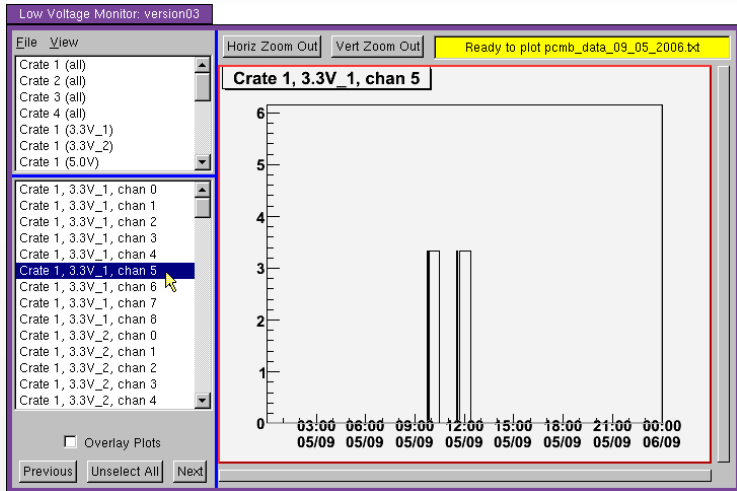 Low Voltage Monitor: version03
File View
Crate 1 (all)
Crate 2 (all)
Crate 3 (all)
Crate 4 (all)
Crate 1 (3.3V_1)
Crate 1 (3.3V_2)
Crate 1 (5.0V)
Crate 1, 3.3V_1, chan 0
Crate 1, 3.3V_1, chan 1
Crate 1, 3.3V_1, chan 2
Crate 1, 3.3V_1, chan 3
Crate 1, 3.3V_1, chan 4
Crate 1, 3.3V_1, chan 5
Crate 1, 3.3V_1, chan 6
Crate 1, 3.3V_1, chan 7
Crate 1, 3.3V_1, chan 8
Crate 1, 3.3V_2, chan 0
Crate 1, 3.3V_2, chan 1
Crate 1, 3.3V_2, chan 2
Crate 1, 3.3V_2, chan 3
Crate 1, 3.3V_2, chan 4
Overlay Plots
Previous Unselect All Next
Horiz Zoom Out Vert Zoom Out Ready to plot pcmb_data_09_05_2006.txt
Crate 1, 3.3V_1, chan 5
6
5
4
3
2
1
0
03:00 06:00 09:00 12:00 15:00 18:00 21:00 00:00
05/09 05/09 05/09 05/09 05/09 05/09 05/09 06/09